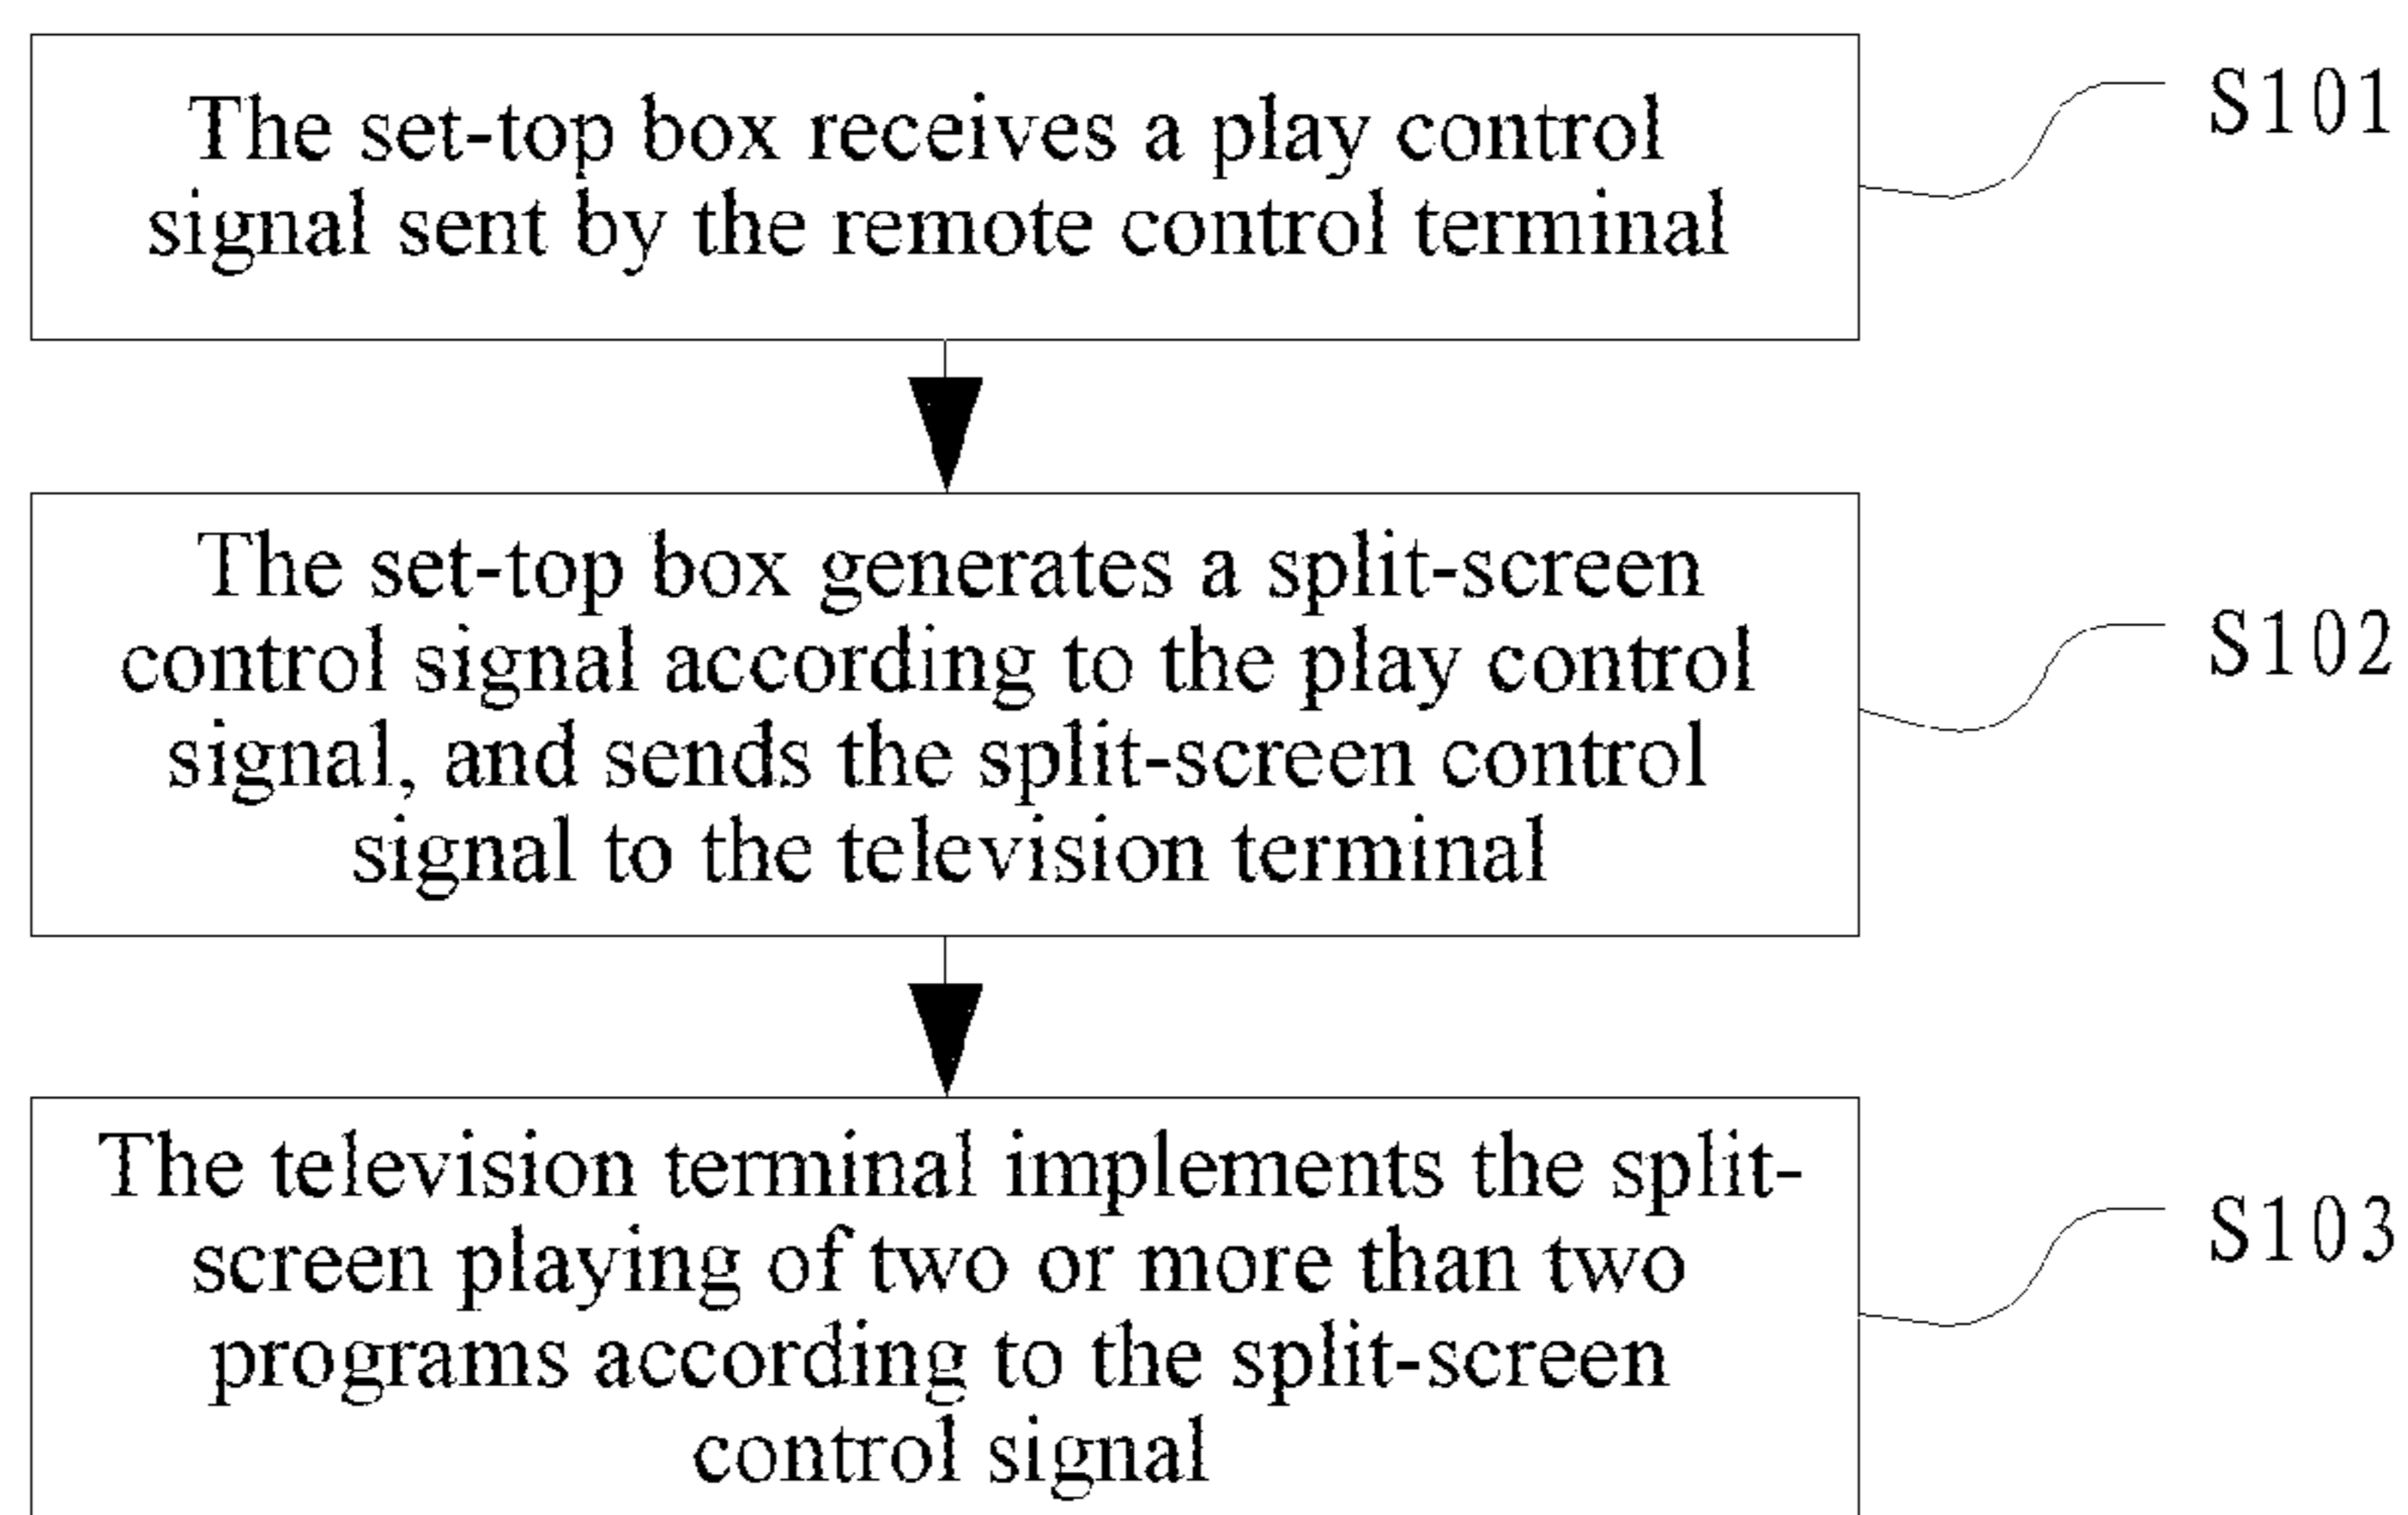 The set-top box receives a play control
signal sent by the remote control terminal
S101
The set-top box generates a split-screen
control signal according to the play control
signal, and sends the split-screen control
signal to the television terminal
S102
The television terminal implements the split-
screen playing of two or more than two
programs according to the split-screen
control signal
S103